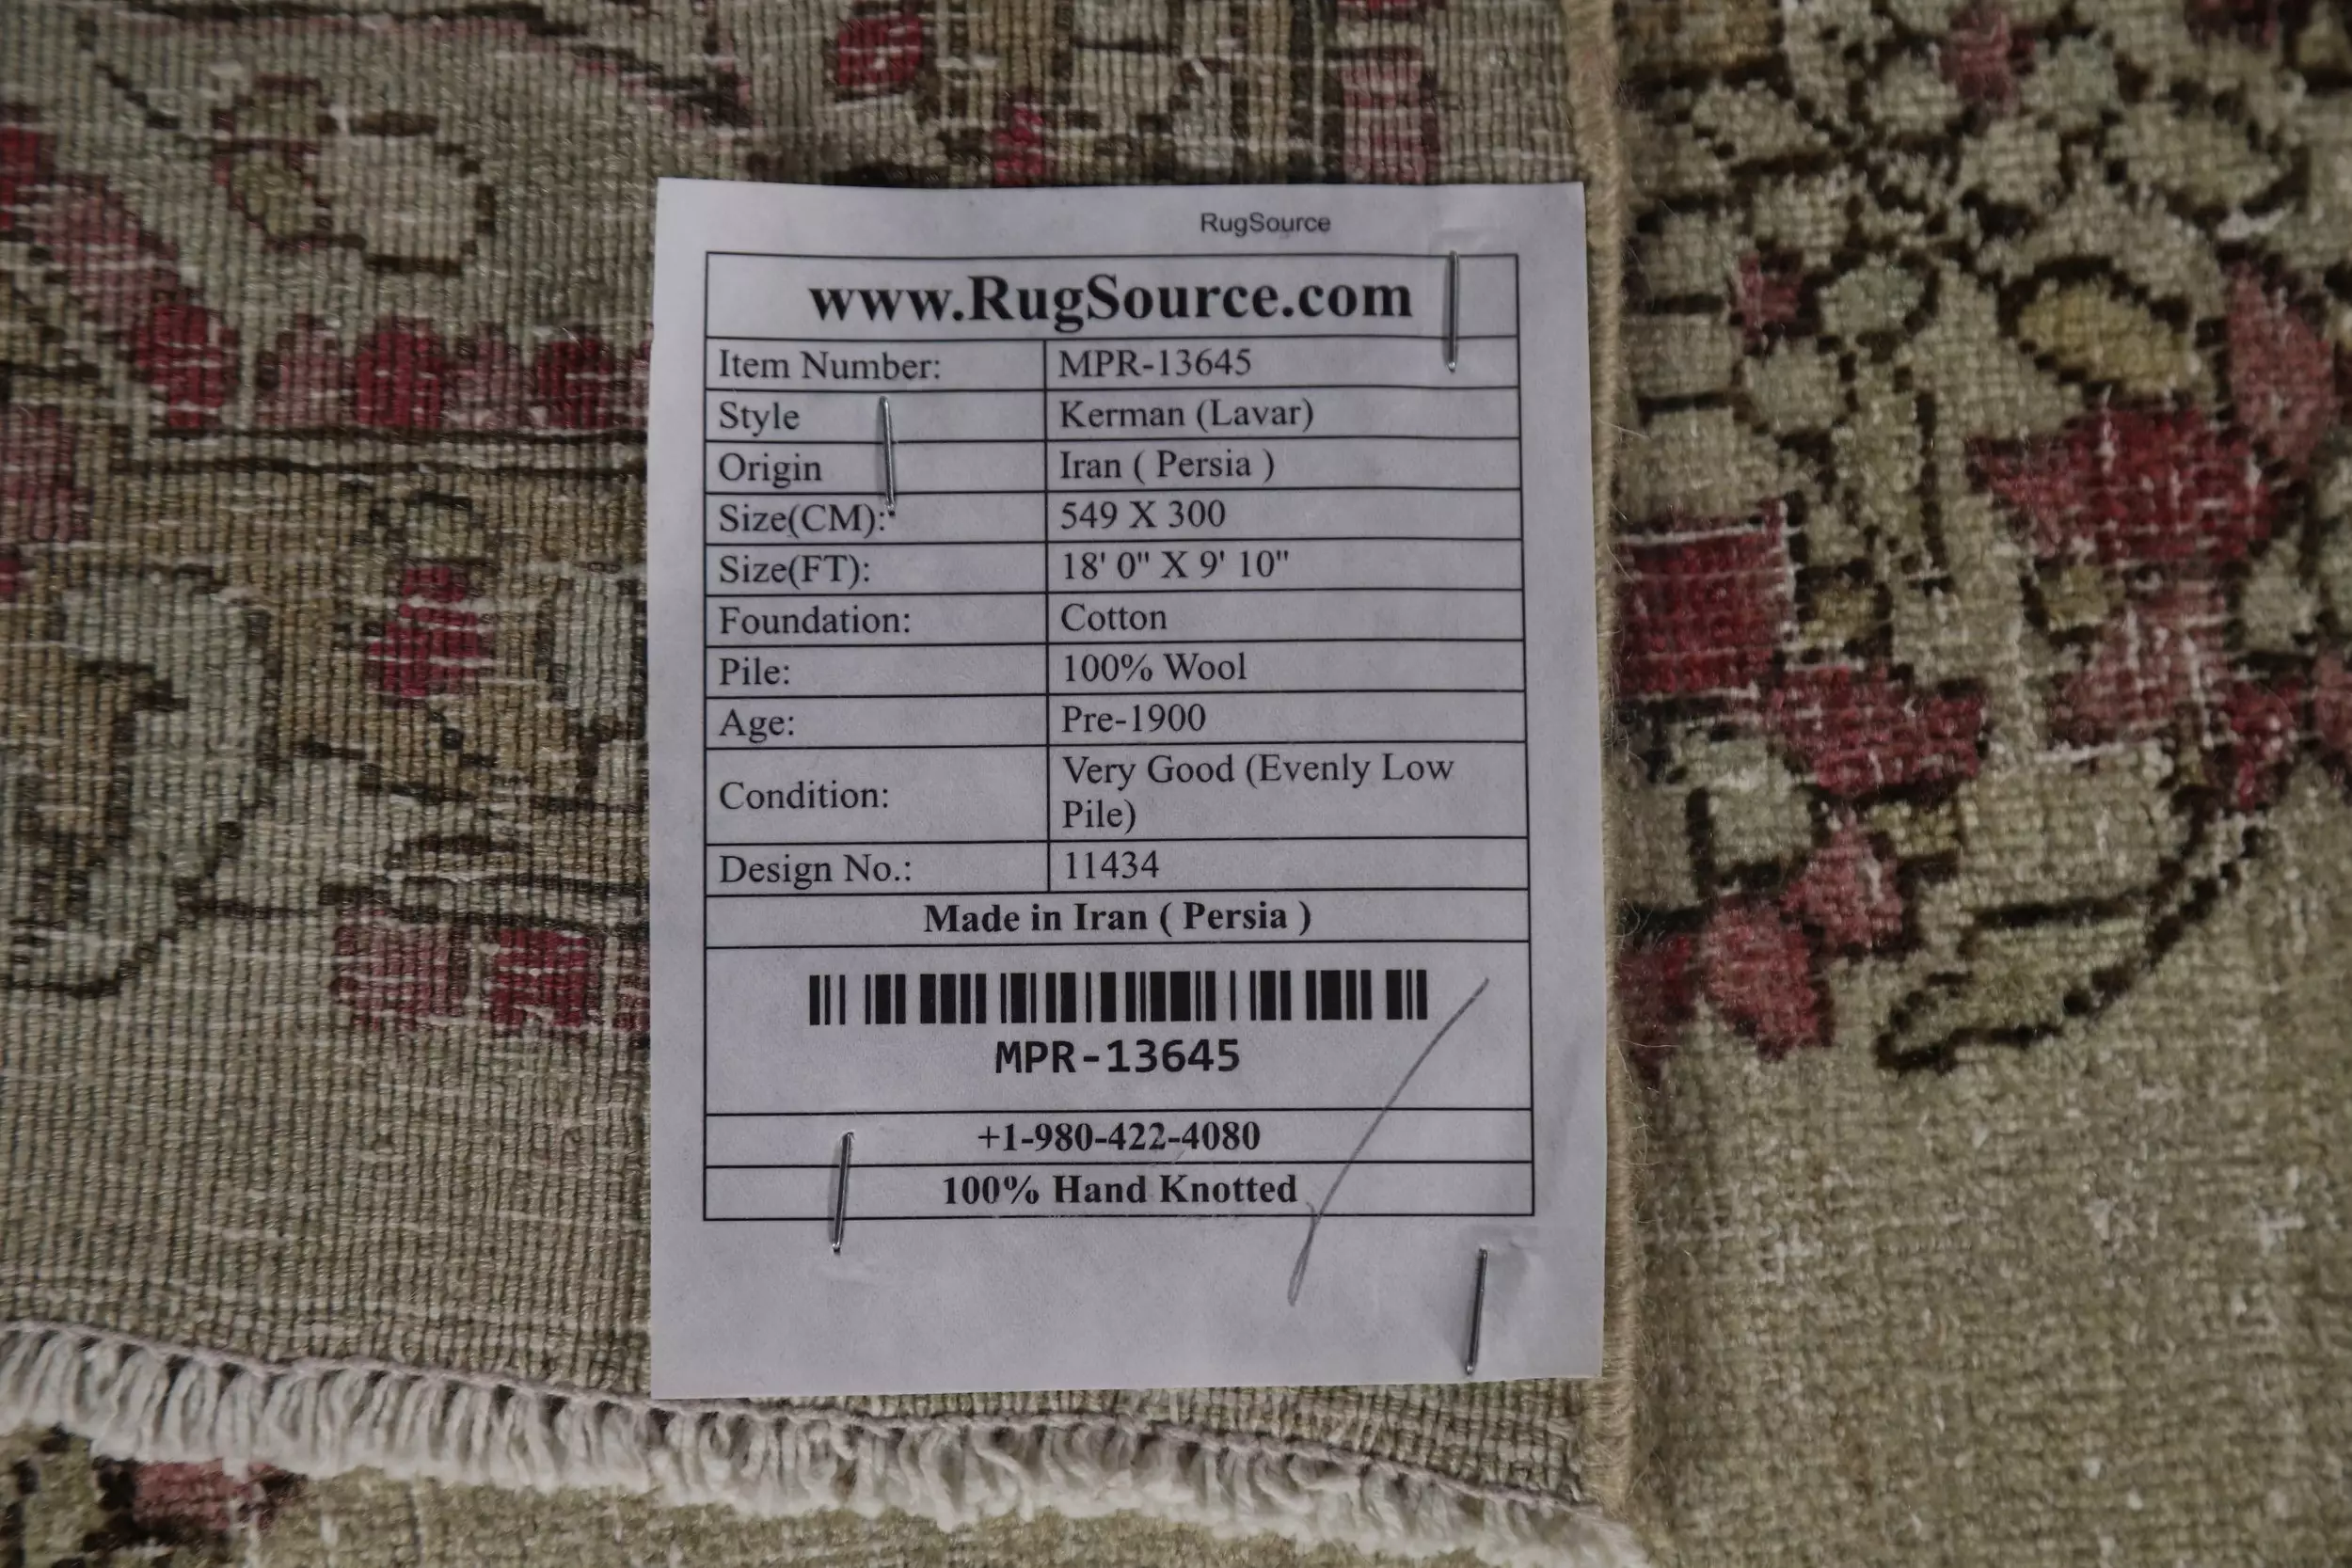 RugSource
www.RugSource.com
Item Number: MPR-13645
Style Kerman (Lavar)
Origin Iran ( Persia )
Size(CM): 549 X 300
Size(FT): 18' 0" X 9' 10"
Foundation: Cotton
Pile: 100% Wool
Age: Pre-1900
Condition: Very Good (Evenly Low
Pile)
Design No.: 11434
Made in Iran ( Persia )
MPR-13645
+1-980-422-4080
100% Hand Knotted